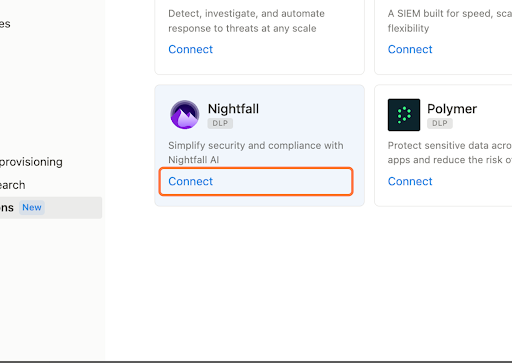 es
provisioning
earch
ons New
Detect, investigate, and automate
response to threats at any scale
Connect
A SIEM built for speed, sca
flexibility
Connect
Nightfall
DLP
Simplify security and compliance with
Nightfall AI
Connect
Polymer
DLP
Protect sensitive data acro
apps and reduce the risk o
Connect